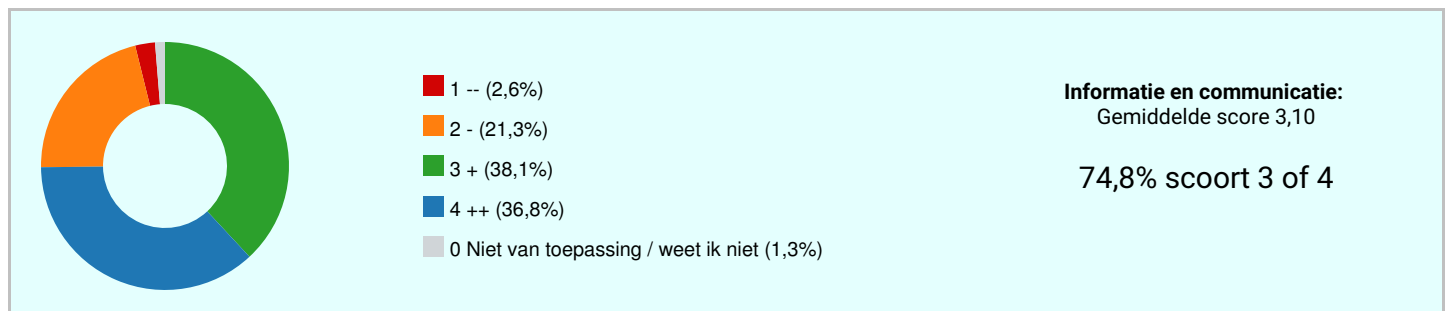 1 -- (2,6%)
2 - (21,3%)
3 + (38,1%)
4 ++ (36,8%)
0 Niet van toepassing / weet ik niet (1,3%)
Informatie en communicatie:
Gemiddelde score 3,10
74,8% scoort 3 of 4